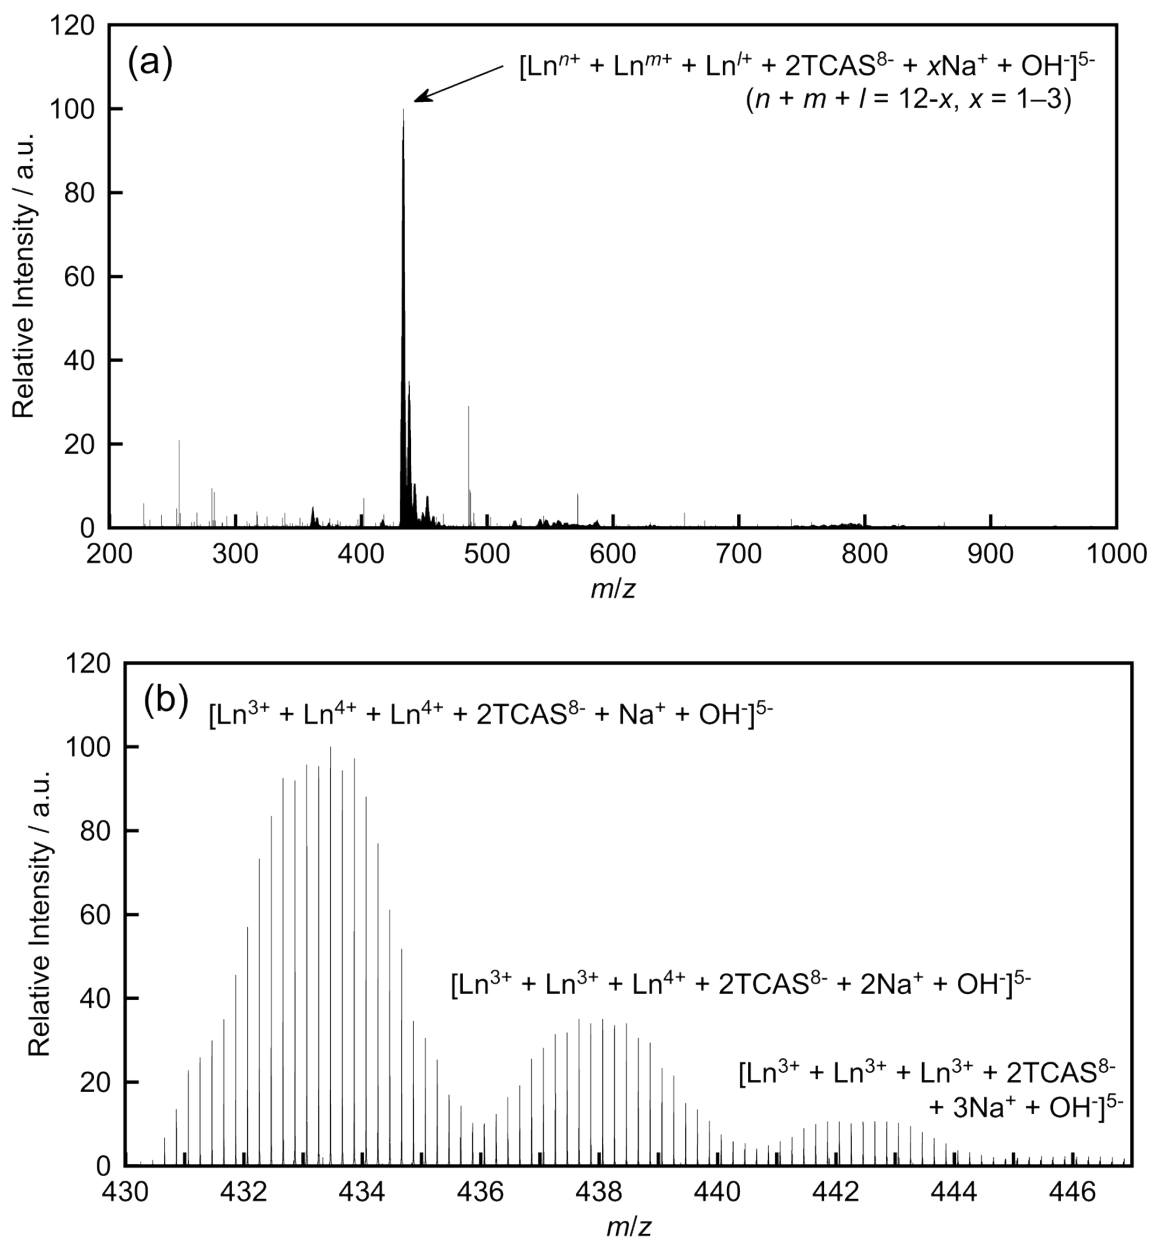 120
(a)
[Lnⁿ⁺ + Lnᵐ⁺ + Lnˡ⁺ + 2TCAS⁸⁻ + xNa⁺ + OH⁻]⁵⁻
(n + m + l = 12-x, x = 1–3)
100
80
60
40
20
0
Relative Intensity / a.u.
200 300 400 500 600 700 800 900 1000
m/z
120
(b)
[Ln³⁺ + Ln⁴⁺ + Ln⁴⁺ + 2TCAS⁸⁻ + Na⁺ + OH⁻]⁵⁻
100
80
60
[Ln³⁺ + Ln³⁺ + Ln⁴⁺ + 2TCAS⁸⁻ + 2Na⁺ + OH⁻]⁵⁻
40
[Ln³⁺ + Ln³⁺ + Ln³⁺ + 2TCAS⁸⁻
+ 3Na⁺ + OH⁻]⁵⁻
20
0
Relative Intensity / a.u.
430 432 434 436 438 440 442 444 446
m/z